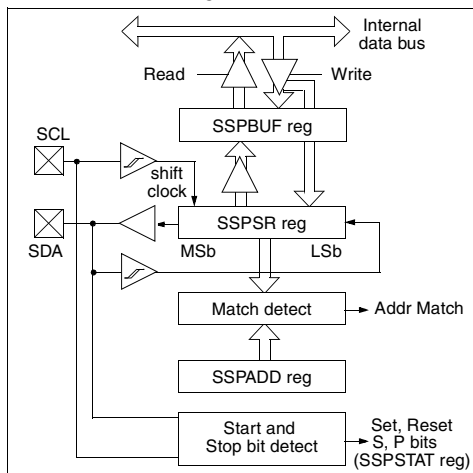 Internal
data bus
Read
Write
SSPBUF reg
SCL
shift
clock
SSPSR reg
SDA
MSb
LSb
Match detect
Addr Match
SSPADD reg
Start and
Stop bit detect
Set, Reset
S, P bits
(SSPSTAT reg)